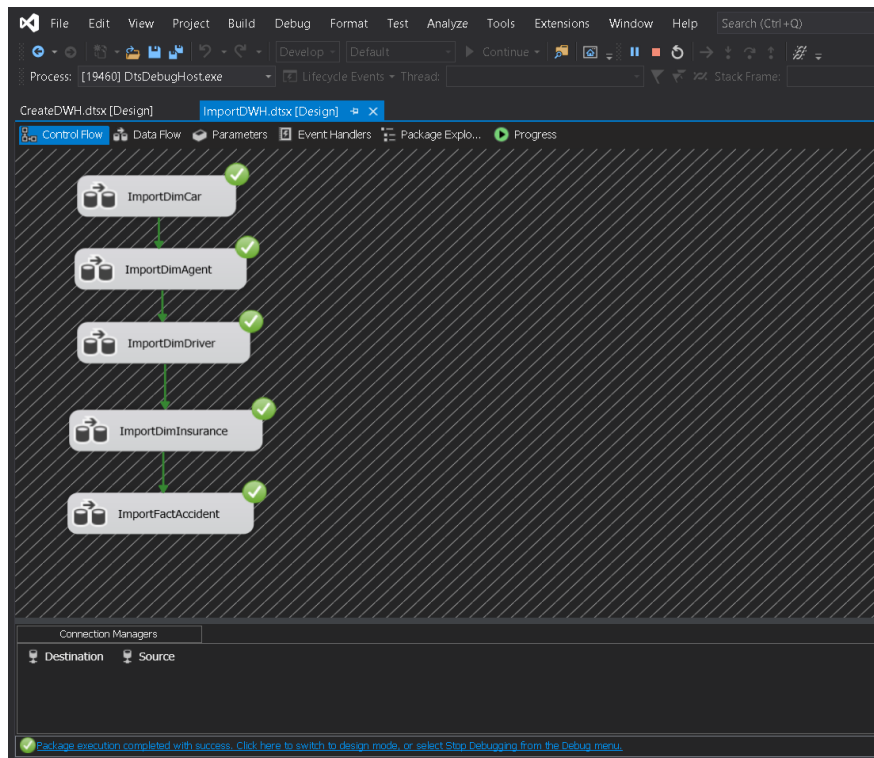 File Edit View Project Build Debug Format Test Analyze Tools Extensions Window Help Search (Ctrl+Q)
Develop Default Continue
Process: [19460] DtsDebugHost.exe Lifecycle Events Thread: Stack Frame:
CreateDWH.dtsx [Design] ImportDWH.dtsx [Design]
Control Flow Data Flow Parameters Event Handlers Package Explo... Progress
ImportDimCar
ImportDimAgent
ImportDimDriver
ImportDimInsurance
ImportFactAccident
Connection Managers
Destination Source
Package execution completed with success. Click here to switch to design mode, or select Stop Debugging from the Debug menu.